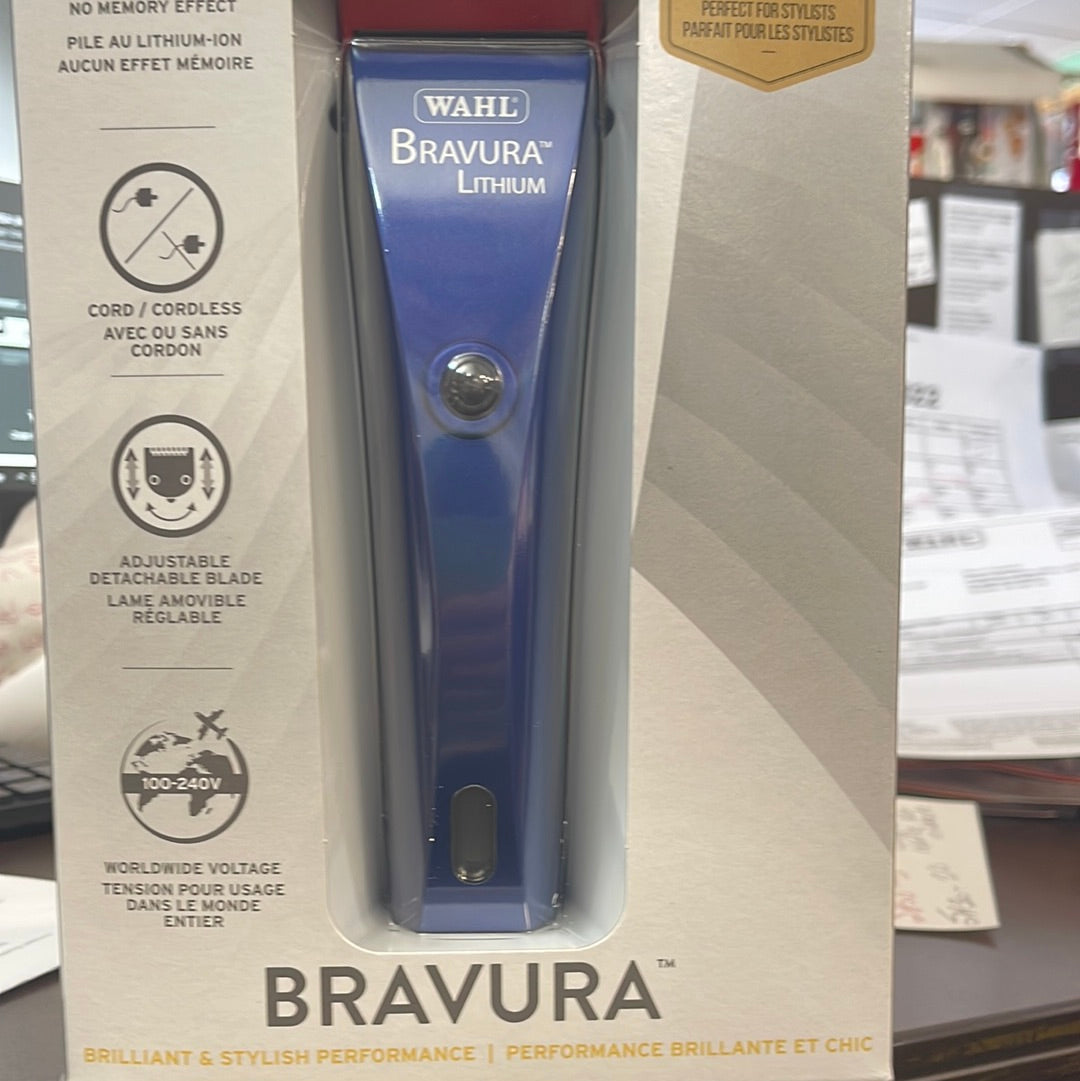 NO MEMORY EFFECT
PILE AU LITHIUM-ION
AUCUN EFFET MÉMOIRE
CORD / CORDLESS
AVEC OU SANS
CORDON
ADJUSTABLE
DETACHABLE BLADE
LAME AMOVIBLE
RÉGLABLE
100-240V
WORLDWIDE VOLTAGE
TENSION POUR USAGE
DANS LE MONDE
ENTIER
WAHL
BRAVURA™
LITHIUM
PERFECT FOR STYLISTS
PARFAIT POUR LES STYLISTES
BRAVURA™
BRILLIANT & STYLISH PERFORMANCE | PERFORMANCE BRILLANTE ET CHIC